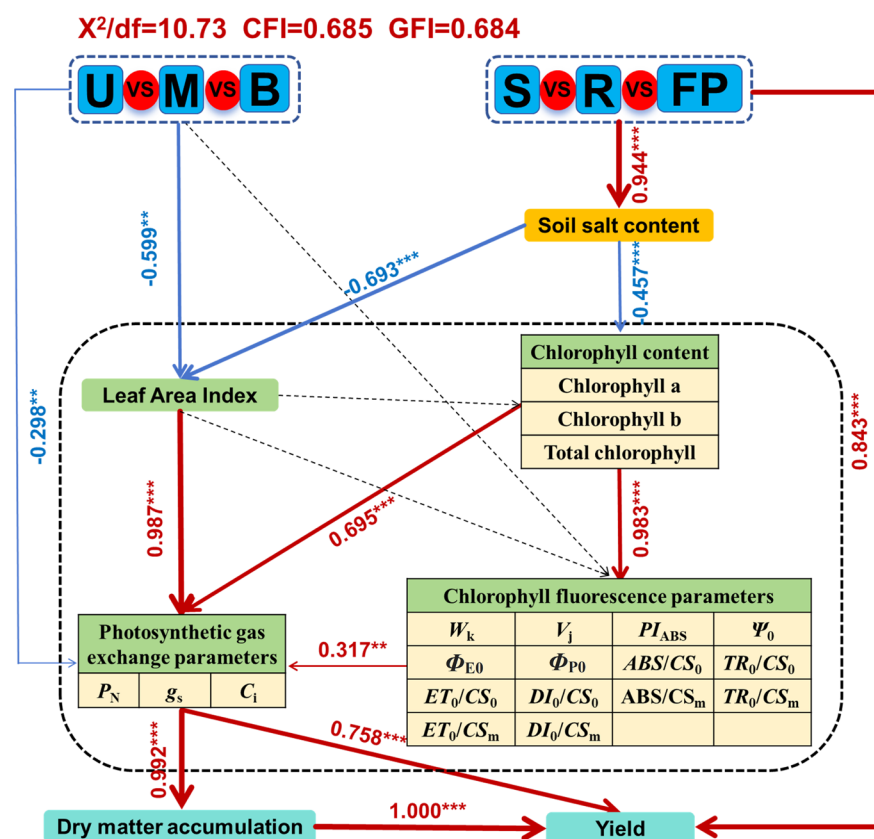 X²/df=10.73 CFI=0.685 GFI=0.684
U VS M VS B
S VS R VS FP
0.944***
Soil salt content
-0.599**
-0.693***
-0.457***
-0.298**
0.843***
Chlorophyll content
Chlorophyll a
Chlorophyll b
Total chlorophyll
Leaf Area Index
0.987***
0.695***
0.983***
Chlorophyll fluorescence parameters
Wₖ Vⱼ PI_ABS Ψ₀
Φ_E0 Φ_P0 ABS/CS₀ TR₀/CS₀
ET₀/CS₀ DI₀/CS₀ ABS/CSₘ TR₀/CSₘ
ET₀/CSₘ DI₀/CSₘ
Photosynthetic gas
exchange parameters
P_N gₛ Cᵢ
0.317**
0.992***
0.758***
Dry matter accumulation
1.000***
Yield